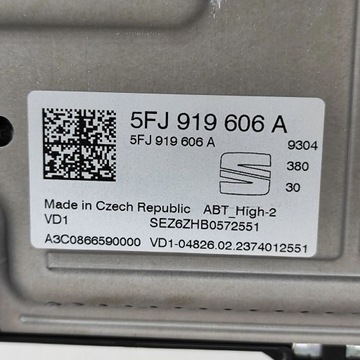 5FJ 919 606 A
5FJ 919 606 A 9304
380
30
Made in Czech Republic ABT_High-2
VD1 SEZ6ZHB0572551
A3C0866590000 VD1-04826.02.2374012551